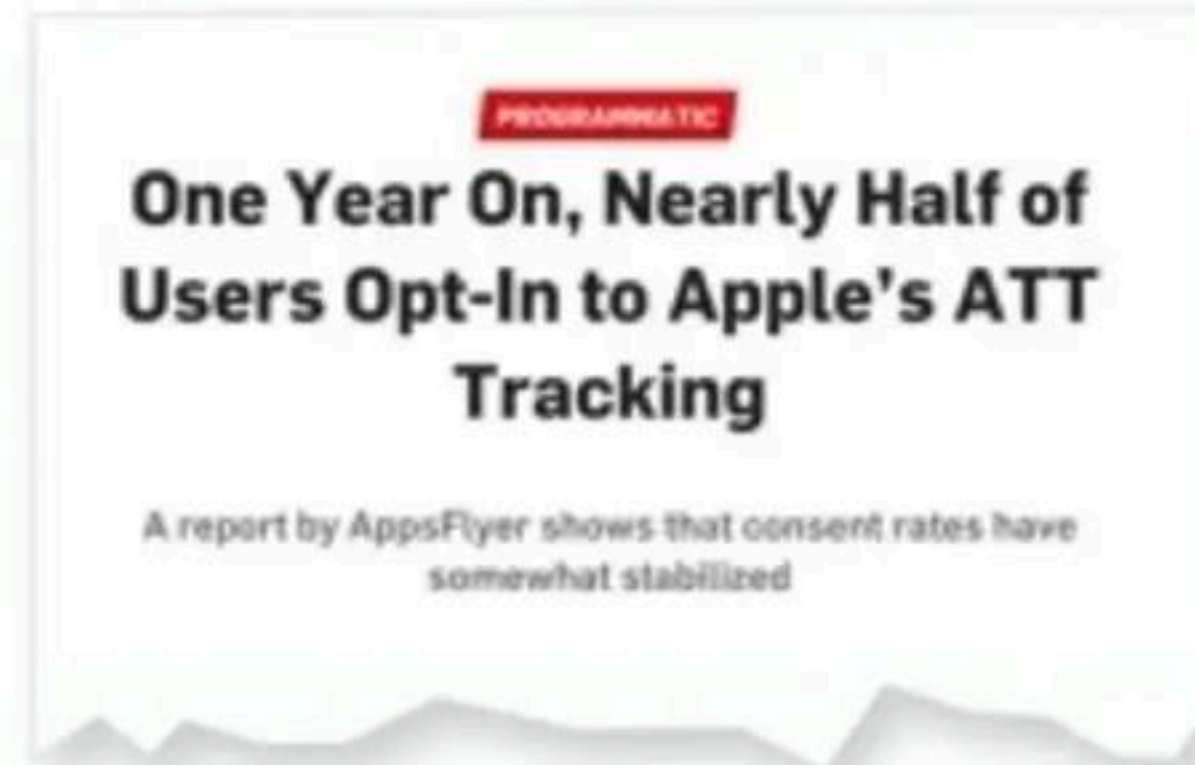 PROGRAMMATIC
One Year On, Nearly Half of
Users Opt-In to Apple's ATT
Tracking
A report by AppsFlyer shows that consent rates have
somewhat stabilized